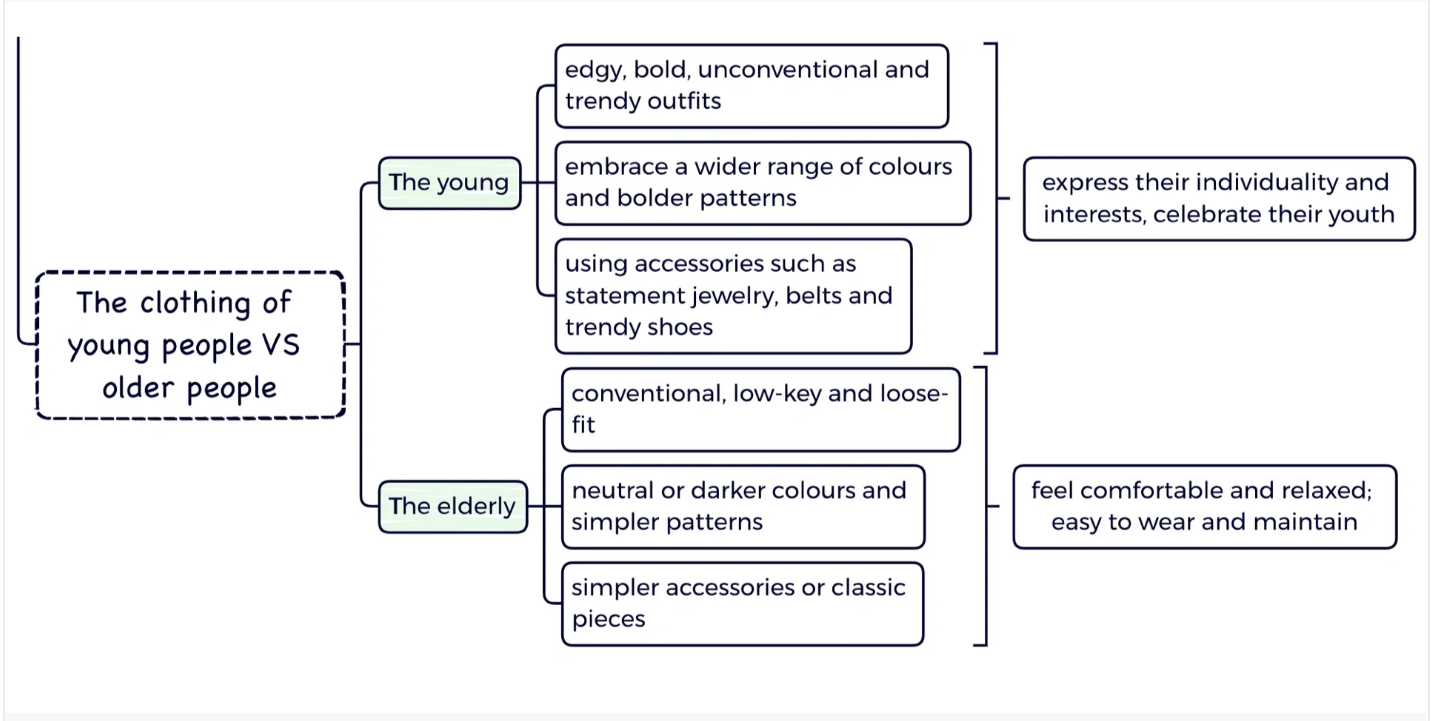 The clothing of
young people VS
older people
The young
edgy, bold, unconventional and
trendy outfits
embrace a wider range of colours
and bolder patterns
using accessories such as
statement jewelry, belts and
trendy shoes
express their individuality and
interests, celebrate their youth
The elderly
conventional, low-key and loose-
fit
neutral or darker colours and
simpler patterns
simpler accessories or classic
pieces
feel comfortable and relaxed;
easy to wear and maintain